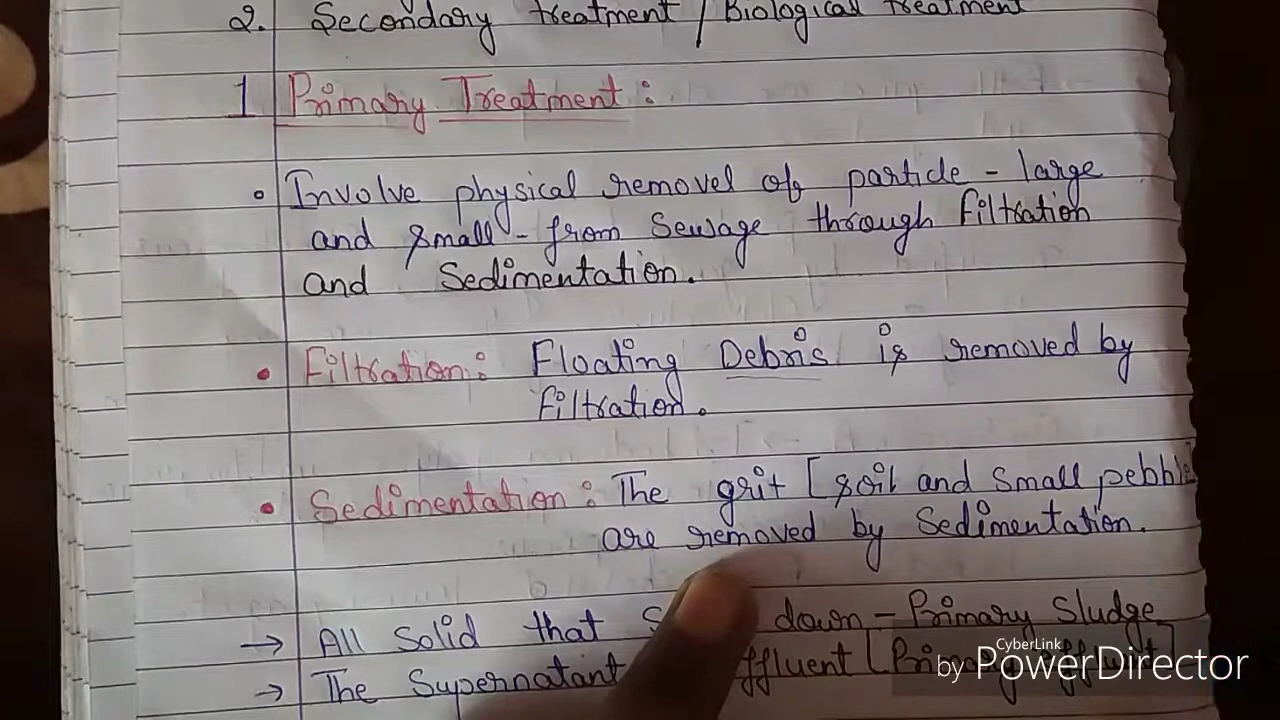 2. Secondary treatment / Biological treatment
1 Primary Treatment :
• Involve physical removel of particle - large
and small - from Sewage through Filtration
and Sedimentation.
• Filtration : Floating Debris is removed by
Filtration.
• Sedimentation : The grit [soil and small pebble
are removed by Sedimentation.
→ All Solid that down - Primary Sludge
→ The Supernatant [Primary effluent]
CyberLink
by PowerDirector